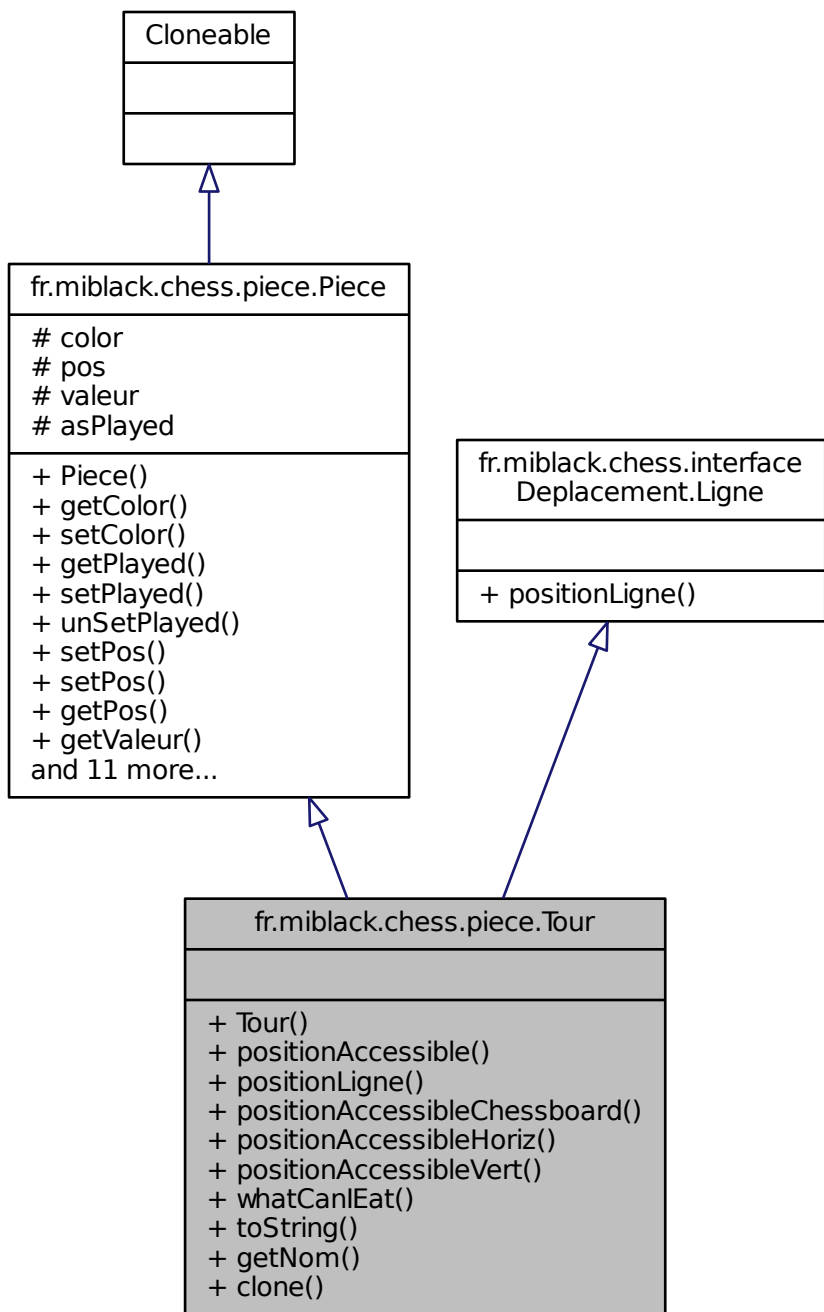 Cloneable
fr.miblack.chess.piece.Piece
# color
# pos
# valeur
# asPlayed
+ Piece()
+ getColor()
+ setColor()
+ getPlayed()
+ setPlayed()
+ unSetPlayed()
+ setPos()
+ setPos()
+ getPos()
+ getValeur()
and 11 more...
fr.miblack.chess.interface
Deplacement.Ligne
+ positionLigne()
fr.miblack.chess.piece.Tour
+ Tour()
+ positionAccessible()
+ positionLigne()
+ positionAccessibleChessboard()
+ positionAccessibleHoriz()
+ positionAccessibleVert()
+ whatCanIEat()
+ toString()
+ getNom()
+ clone()